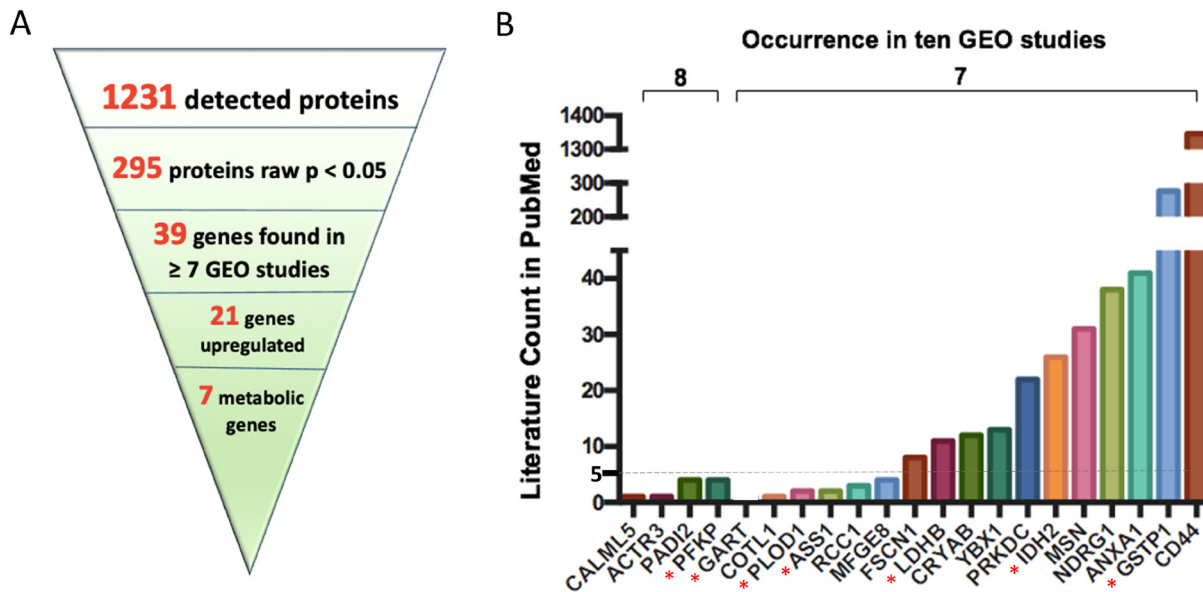 A
1231 detected proteins
295 proteins raw p < 0.05
39 genes found in
≥ 7 GEO studies
21 genes
upregulated
7 metabolic
genes
B
Occurrence in ten GEO studies
8
7
Literature Count in PubMed
1400
1300
300
200
40
30
20
10
5
0
CALML5
ACTR3
PADI2
* PFKP
* GART
COTL1
* PLOD1
* ASS1
RCC1
MFGE8
FSCN1
* LDHB
CRYAB
YBX1
PRKDC
* IDH2
MSN
NDRG1
ANXA1
* GSTP1
CD44